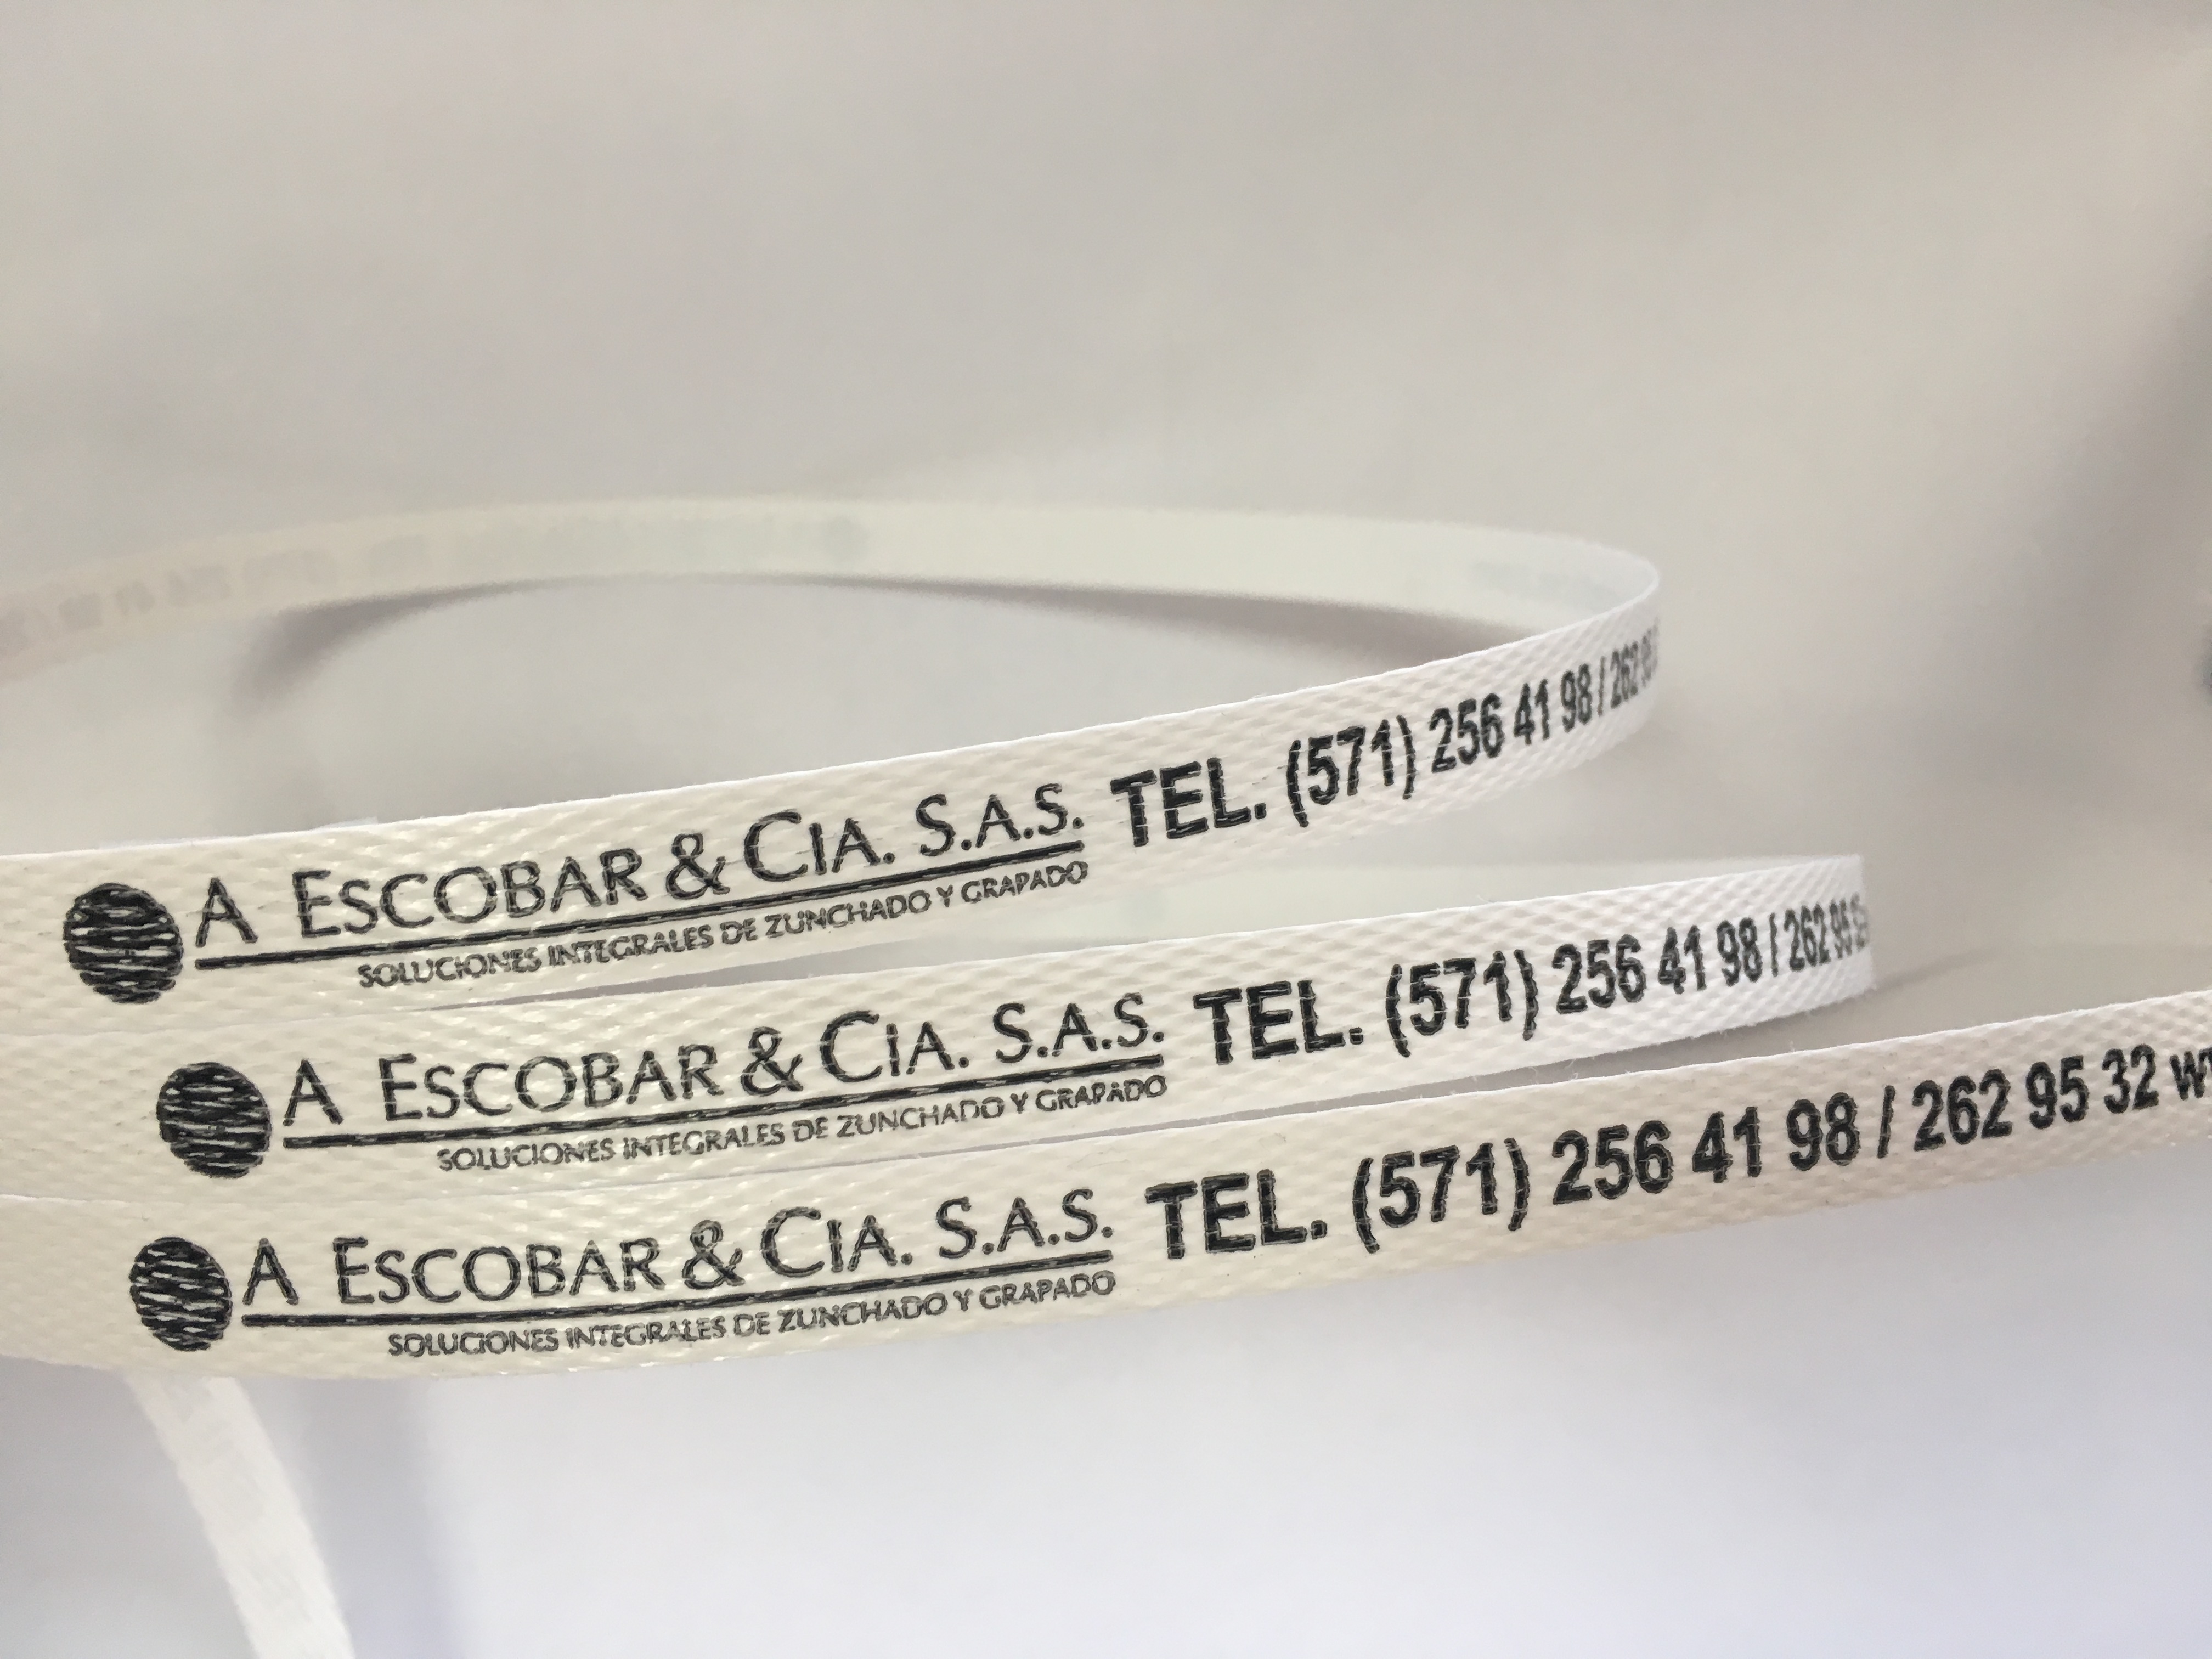 A ESCOBAR & CIA. S.A.S. TEL. (571) 256 41 98 / 262
SOLUCIONES INTEGRALES DE ZUNCHADO Y GRAPADO
A ESCOBAR & CIA. S.A.S. TEL. (571) 256 41 98 / 262 95
SOLUCIONES INTEGRALES DE ZUNCHADO Y GRAPADO
A ESCOBAR & CIA. S.A.S. TEL. (571) 256 41 98 / 262 95 32
SOLUCIONES INTEGRALES DE ZUNCHADO Y GRAPADO